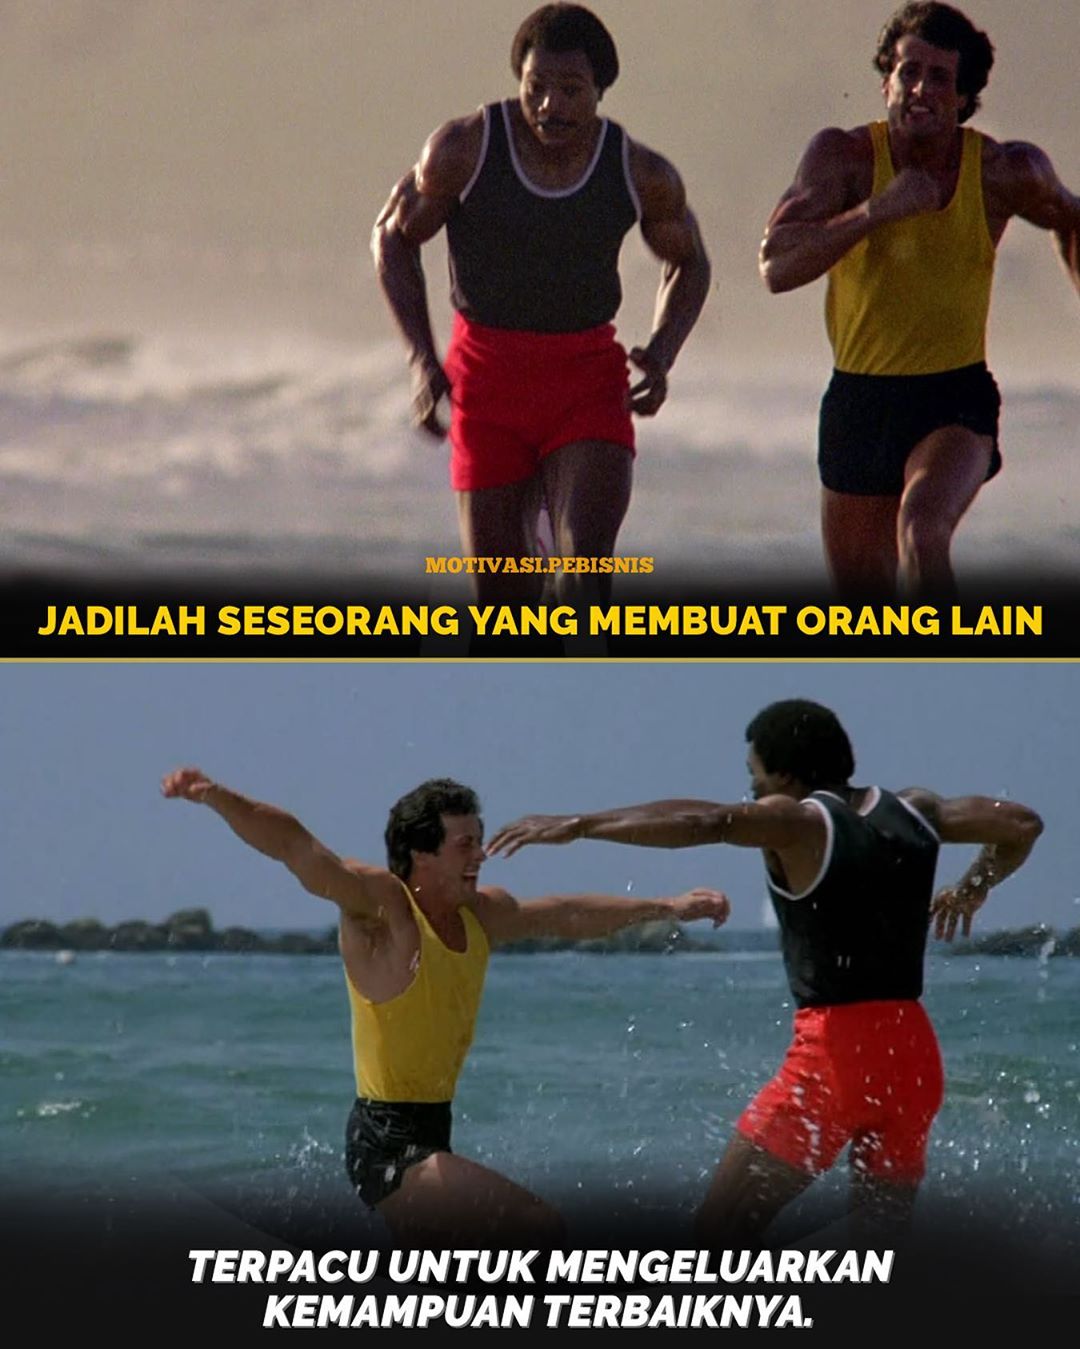 MOTIVASI.PEBISNIS
JADILAH SESEORANG YANG MEMBUAT ORANG LAIN
TERPACU UNTUK MENGELUARKAN
KEMAMPUAN TERBAIKNYA.